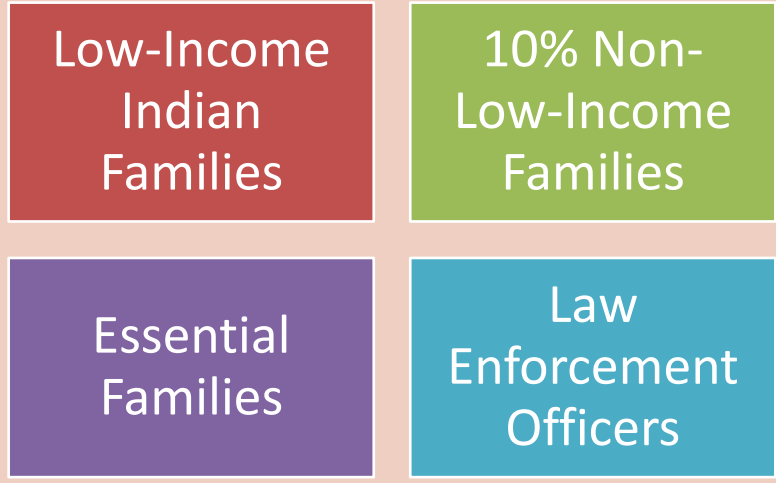 Low-Income
Indian
Families
10% Non-
Low-Income
Families
Essential
Families
Law
Enforcement
Officers